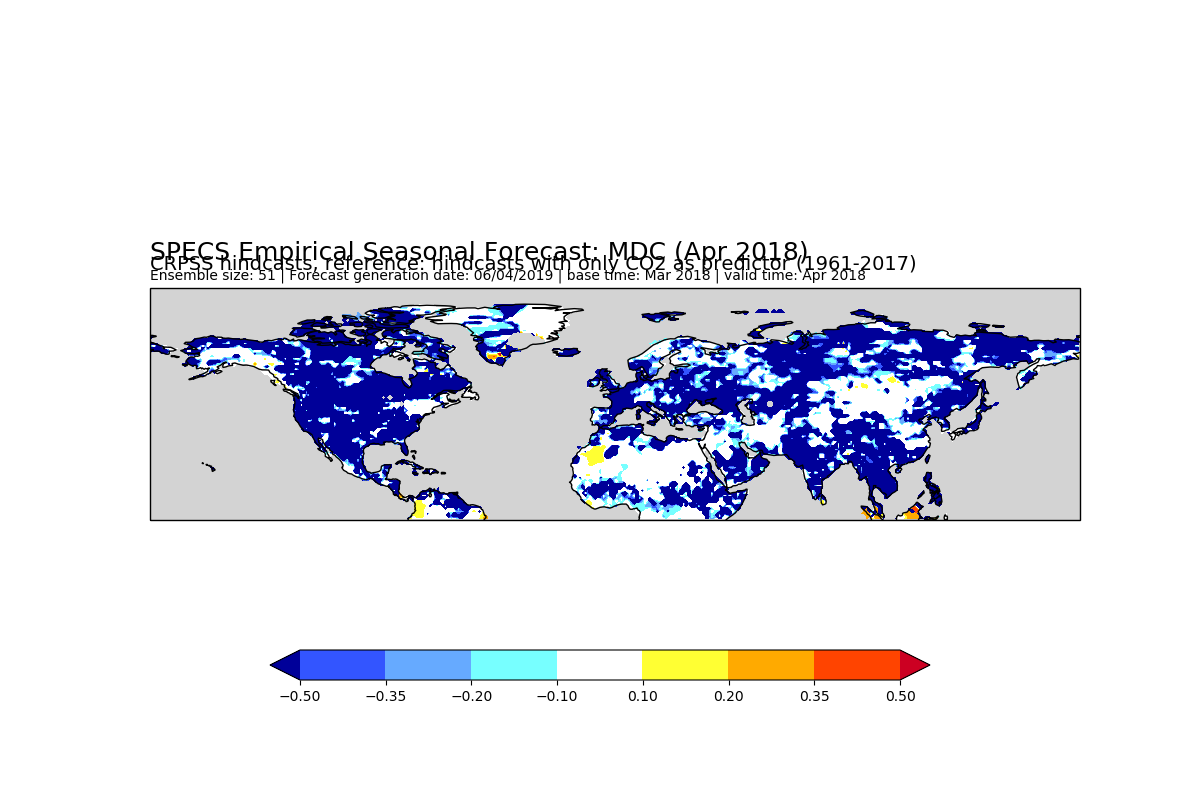 SPECS Empirical Seasonal Forecast: MDC (Apr 2018)
CRPSS hindcasts, reference: hindcasts with only CO2 as predictor (1961-2017)
Ensemble size: 51 | Forecast generation date: 06/04/2019 | base time: Mar 2018 | valid time: Apr 2018
−0.50 −0.35 −0.20 −0.10 0.10 0.20 0.35 0.50